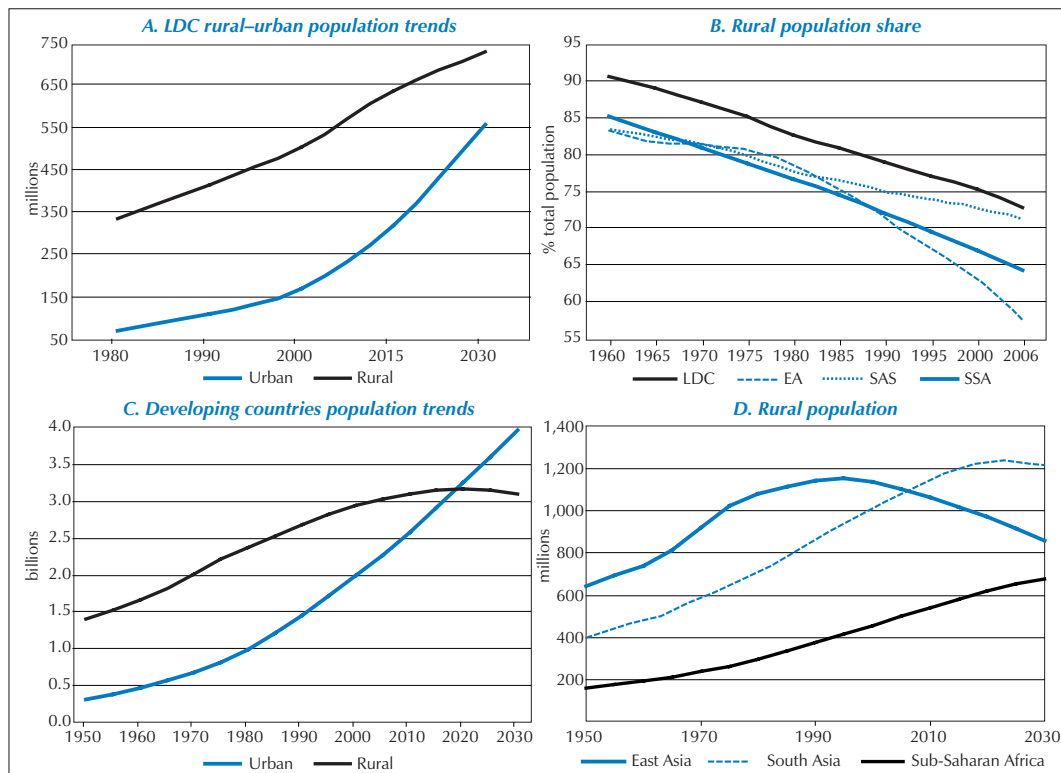 A. LDC rural–urban population trends
millions
750
650
550
450
350
250
150
50
1980 1990 2000 2015 2030
Urban Rural
B. Rural population share
% total population
95
90
85
80
75
70
65
60
55
1960 1965 1970 1975 1980 1985 1990 1995 2000 2006
LDC EA SAS SSA
C. Developing countries population trends
billions
4.0
3.5
3.0
2.5
2.0
1.5
1.0
0.5
0.0
1950 1960 1970 1980 1990 2000 2010 2020 2030
Urban Rural
D. Rural population
millions
1,400
1,200
1,000
800
600
400
200
1950 1970 1990 2010 2030
East Asia South Asia Sub-Saharan Africa